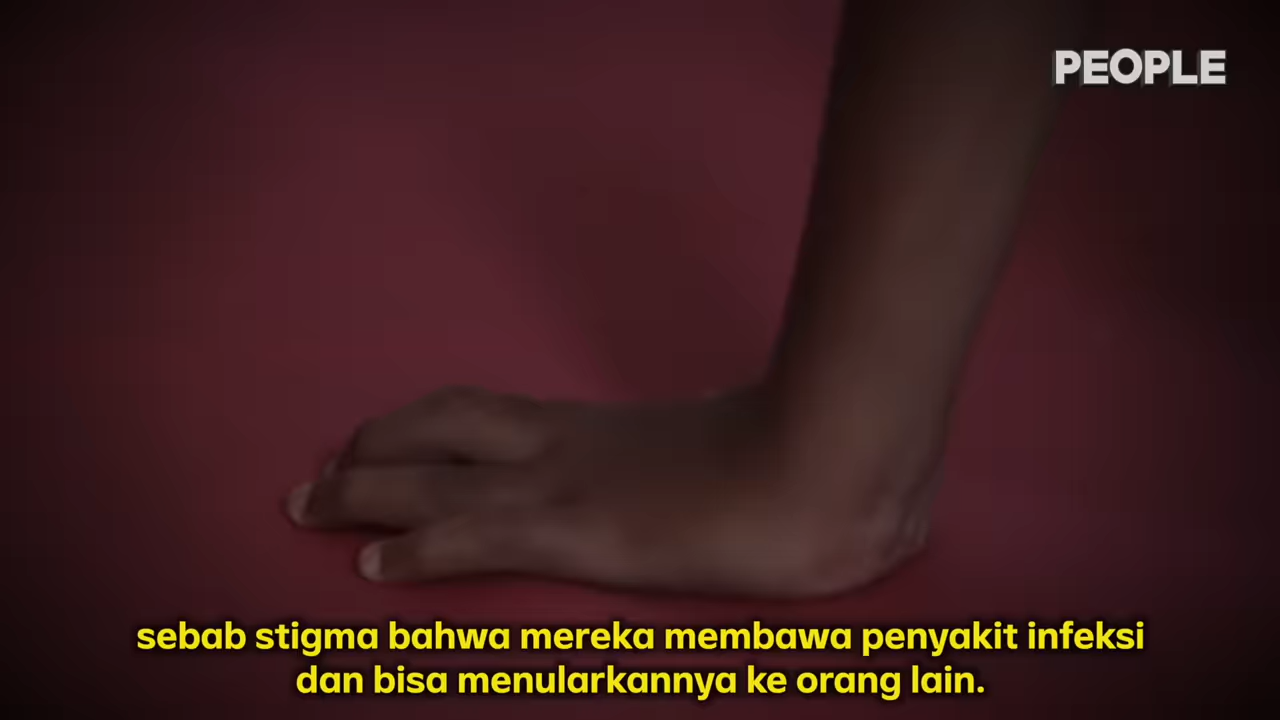 PEOPLE
sebab stigma bahwa mereka membawa penyakit infeksi
dan bisa menularkannya ke orang lain.